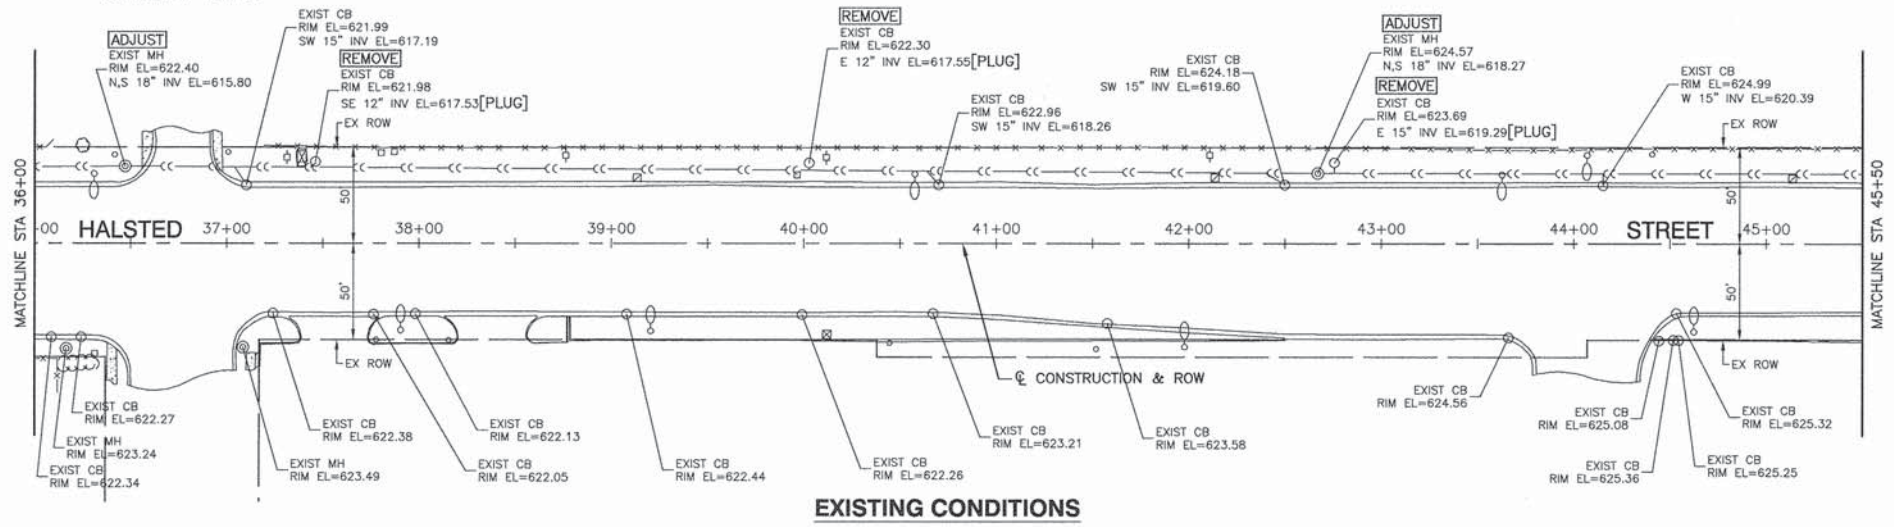 ADJUST
EXIST MH
RIM EL=622.40
N,S 18" INV EL=615.80
EXIST CB
RIM EL=621.99
SW 15" INV EL=617.19
REMOVE
EXIST CB
RIM EL=621.98
SE 12" INV EL=617.53[PLUG]
EX ROW
REMOVE
EXIST CB
RIM EL=622.30
E 12" INV EL=617.55[PLUG]
EXIST CB
RIM EL=622.96
SW 15" INV EL=618.26
EXIST CB
RIM EL=624.18
SW 15" INV EL=619.60
ADJUST
EXIST MH
RIM EL=624.57
N,S 18" INV EL=618.27
REMOVE
EXIST CB
RIM EL=623.69
E 15" INV EL=619.29[PLUG]
EXIST CB
RIM EL=624.99
W 15" INV EL=620.39
EX ROW
MATCHLINE STA 36+00
50'
50'
MATCHLINE STA 45+50
+00 HALSTED 37+00 38+00 39+00 40+00 41+00 42+00 43+00 44+00 STREET 45+00
50'
50'
EX ROW
℄ CONSTRUCTION & ROW
EX ROW
EXIST CB
RIM EL=622.27
EXIST MH
RIM EL=623.24
EXIST CB
RIM EL=622.34
EXIST CB
RIM EL=622.38
EXIST MH
RIM EL=623.49
EXIST CB
RIM EL=622.13
EXIST CB
RIM EL=622.05
EXIST CB
RIM EL=622.44
EXIST CB
RIM EL=622.26
EXIST CB
RIM EL=623.21
EXIST CB
RIM EL=623.58
EXIST CB
RIM EL=624.56
EXIST CB
RIM EL=625.08
EXIST CB
RIM EL=625.32
EXIST CB
RIM EL=625.36
EXIST CB
RIM EL=625.25
EXISTING CONDITIONS